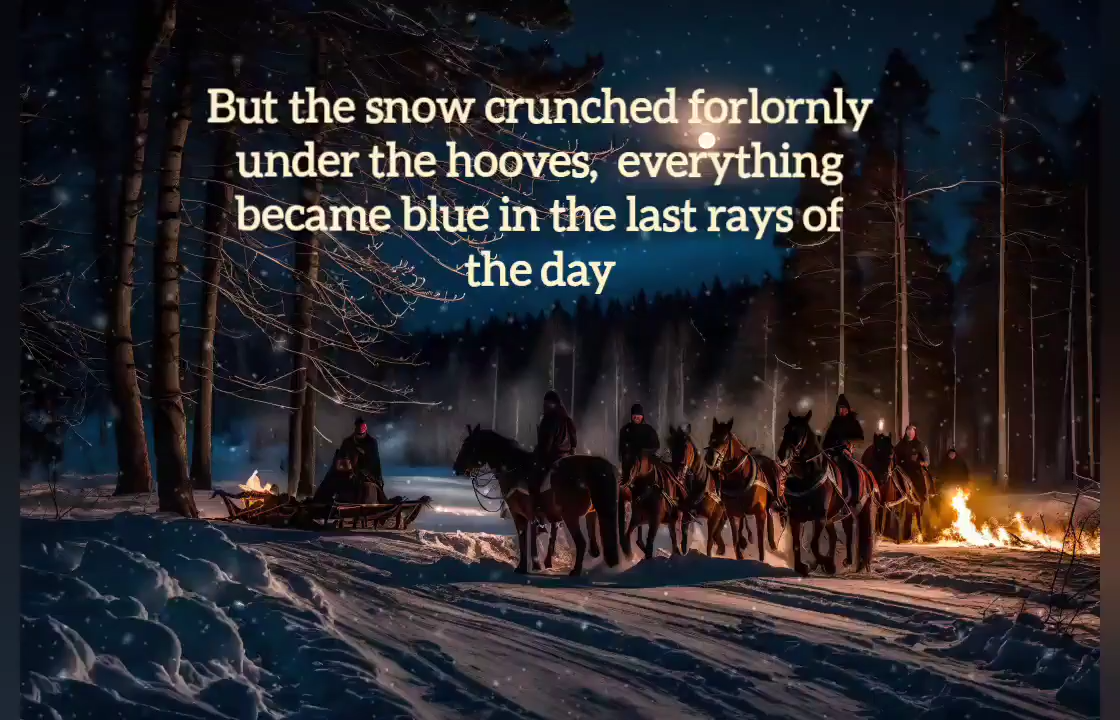 But the snow crunched forlornly
under the hooves,  everything
became blue in the last rays of
the day